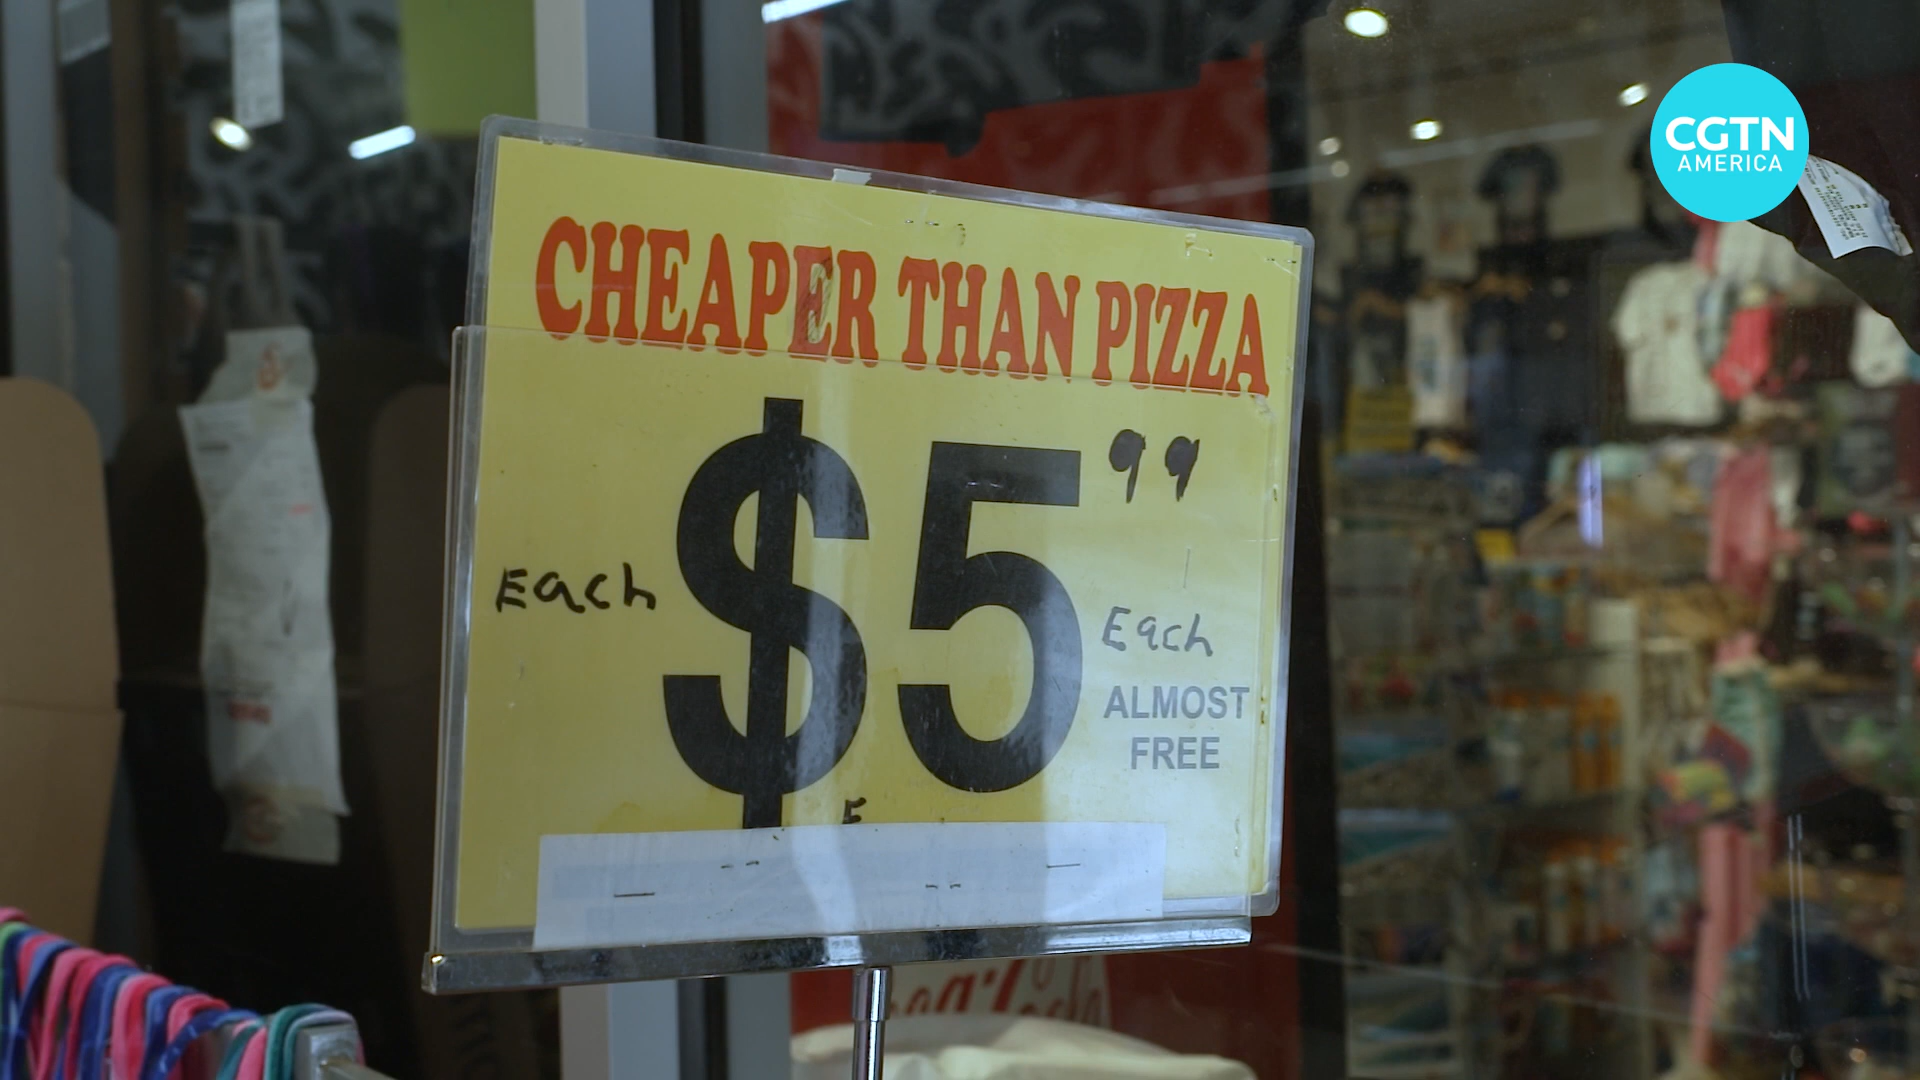 CGTN
AMERICA
CHEAPER THAN PIZZA
Each $5 99
Each
ALMOST
FREE
E